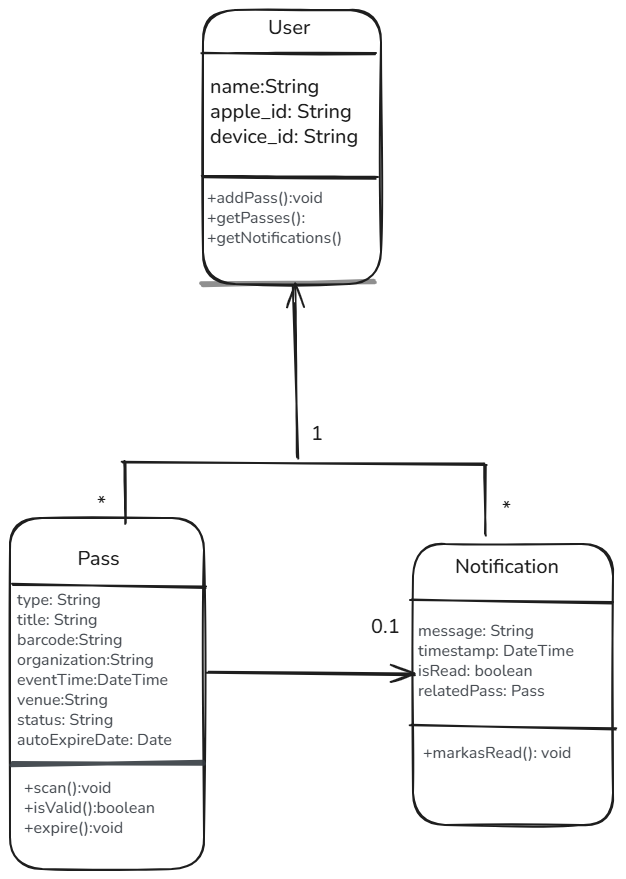 User
name:String
apple_id: String
device_id: String
+addPass():void
+getPasses():
+getNotifications()
1
*
*
Pass
type: String
title: String
barcode:String
organization:String
eventTime:DateTime
venue:String
status: String
autoExpireDate: Date
+scan():void
+isValid():boolean
+expire():void
0.1
Notification
message: String
timestamp: DateTime
isRead: boolean
relatedPass: Pass
+markasRead(): void